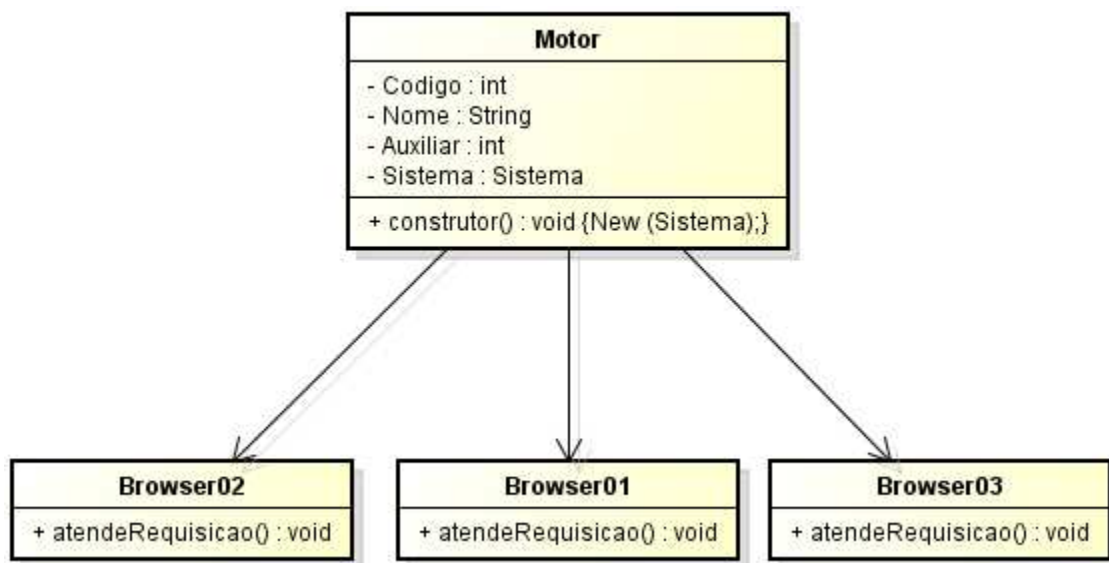 Motor
- Codigo : int
- Nome : String
- Auxiliar : int
- Sistema : Sistema
+ construtor() : void {New (Sistema);}
Browser02
+ atendeRequisicao() : void
Browser01
+ atendeRequisicao() : void
Browser03
+ atendeRequisicao() : void